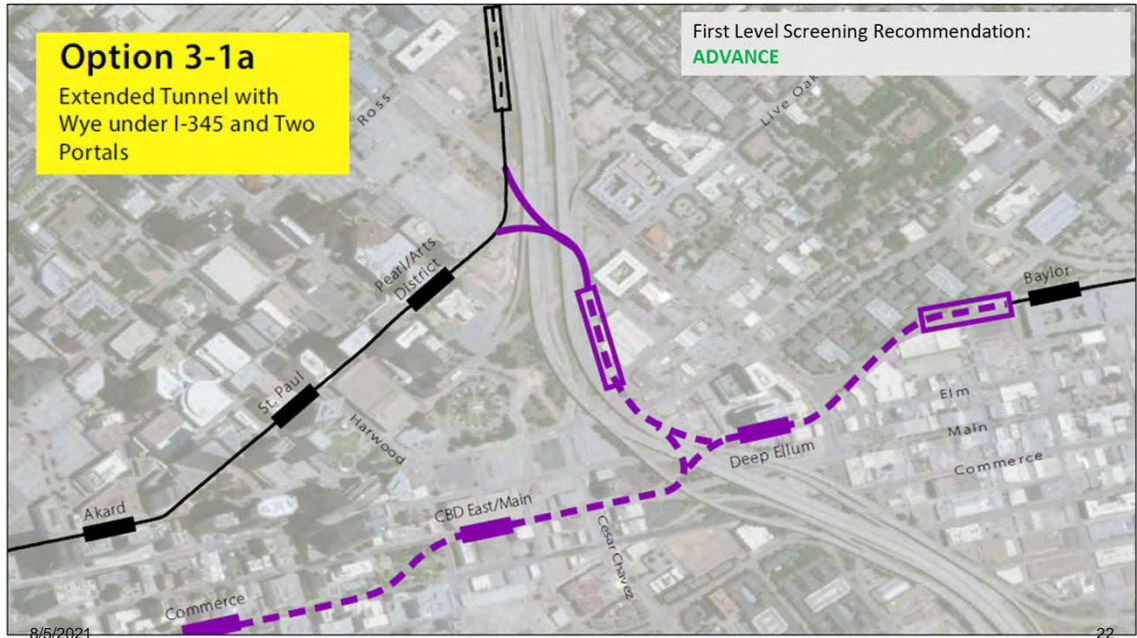 Option 3-1a
Extended Tunnel with
Wye under I-345 and Two
Portals
First Level Screening Recommendation:
ADVANCE
Ross
Live Oak
Pearl/Arts
District
Baylor
St. Paul
Harwood
Elm
Main
Deep Ellum
Commerce
Akard
CBD East/Main
Cesar Chavez
Commerce
8/5/2021
22